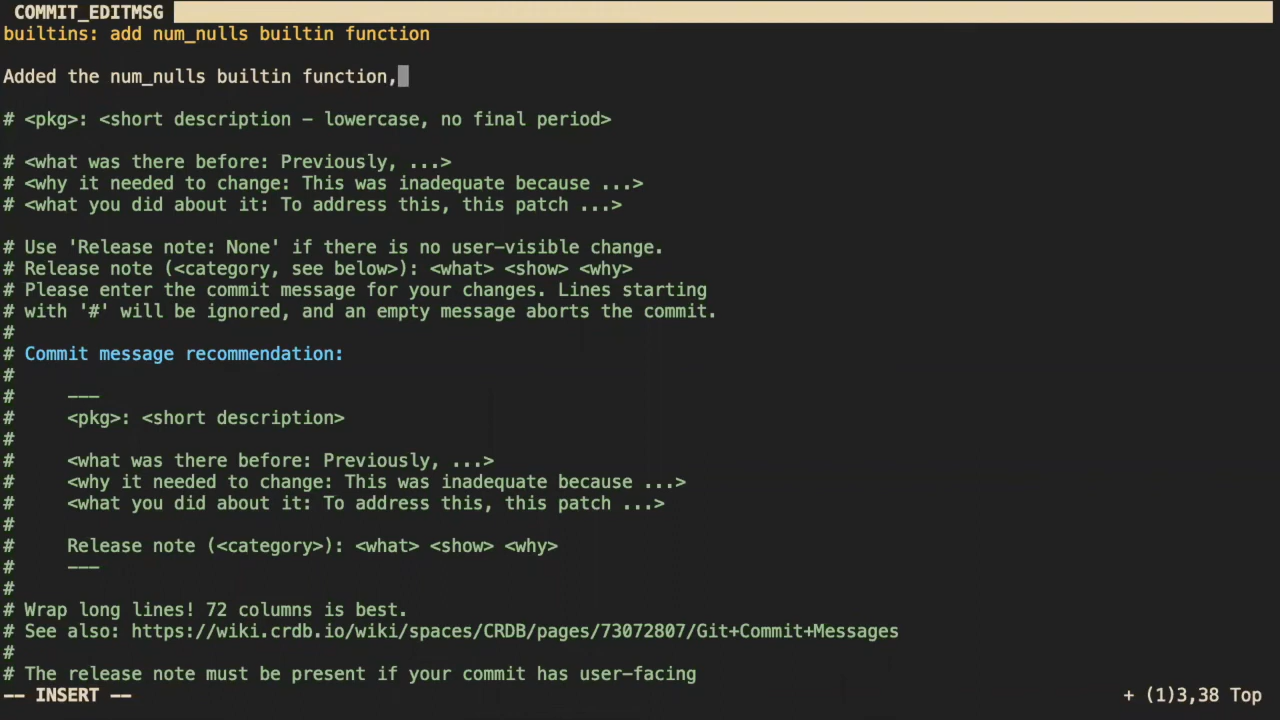 COMMIT_EDITMSG
builtins: add num_nulls builtin function
Added the num_nulls builtin function,
# <pkg>: <short description - lowercase, no final period>
# <what was there before: Previously, ...>
# <why it needed to change: This was inadequate because ...>
# <what you did about it: To address this, this patch ...>
# Use 'Release note: None' if there is no user-visible change.
# Release note (<category, see below>): <what> <show> <why>
# Please enter the commit message for your changes. Lines starting
# with '#' will be ignored, and an empty message aborts the commit.
#
# Commit message recommendation:
#
#     ---
#     <pkg>: <short description>
#
#     <what was there before: Previously, ...>
#     <why it needed to change: This was inadequate because ...>
#     <what you did about it: To address this, this patch ...>
#
#     Release note (<category>): <what> <show> <why>
#     ---
#
# Wrap long lines! 72 columns is best.
# See also: https://wiki.crdb.io/wiki/spaces/CRDB/pages/73072807/Git+Commit+Messages
#
# The release note must be present if your commit has user-facing
-- INSERT -- + (1)3,38 Top